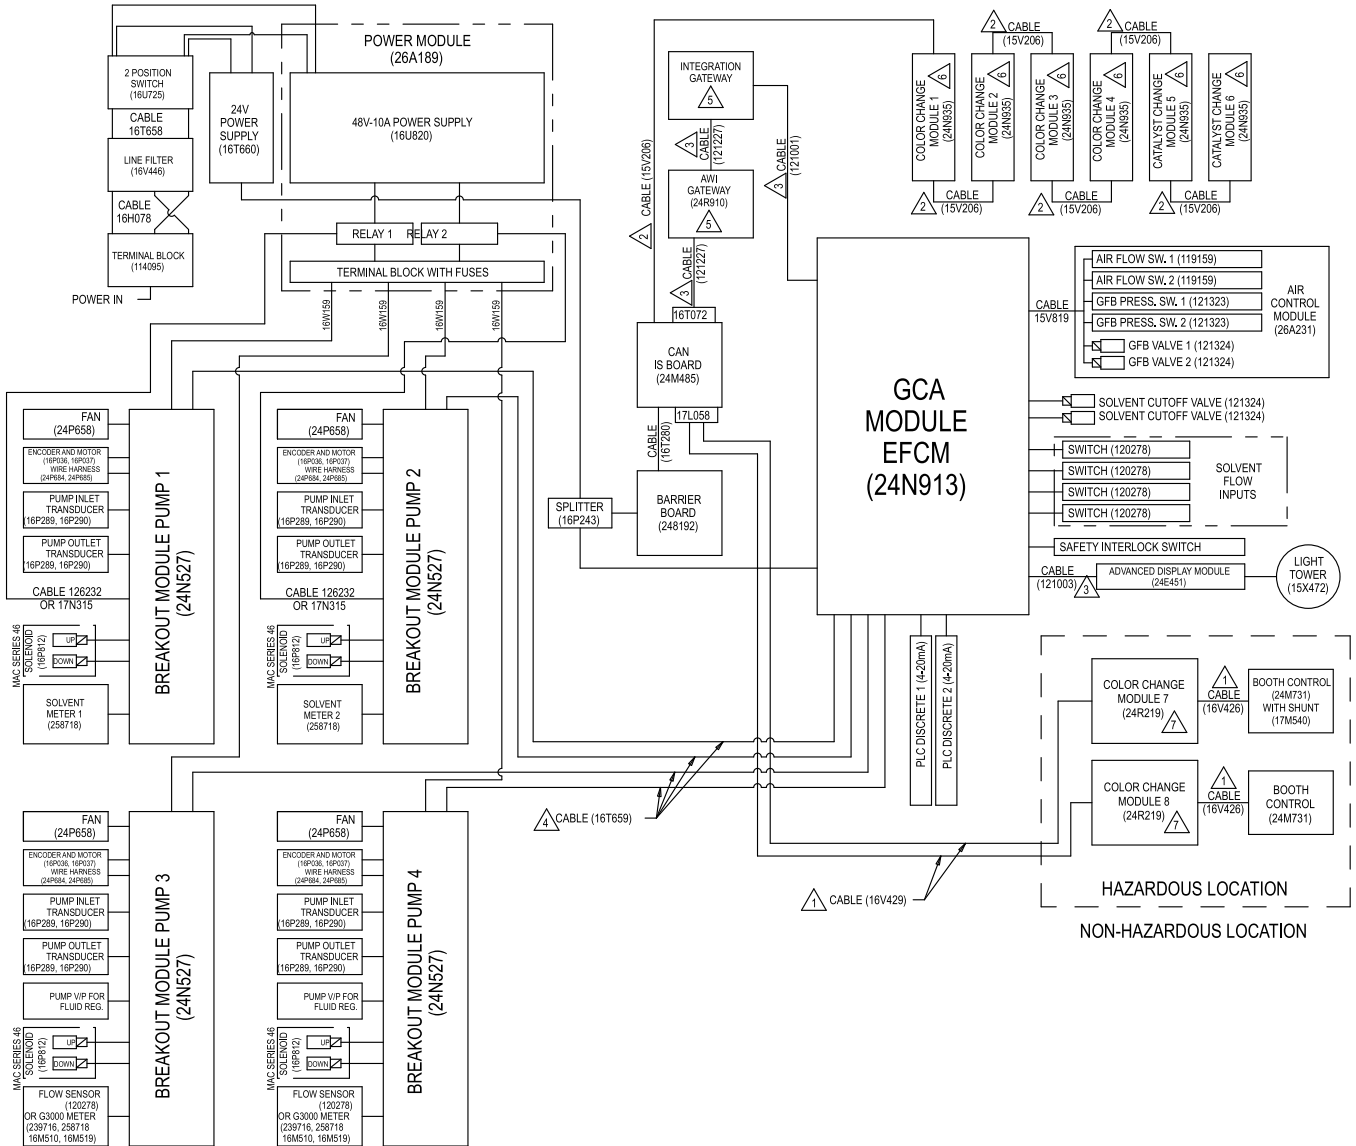 POWER MODULE
(26A189)
2 POSITION
SWITCH
(16U725)
CABLE
16T658
LINE FILTER
(16V446)
CABLE
16H078
TERMINAL BLOCK
(114095)
POWER IN
24V
POWER
SUPPLY
(16T660)
48V-10A POWER SUPPLY
(16U820)
RELAY 1
RELAY 2
TERMINAL BLOCK WITH FUSES
16W159
16W159
16W159
16W159
INTEGRATION
GATEWAY
5
3
CABLE
(121227)
AWI
GATEWAY
(24R910)
5
3
CABLE
(121227)
2
CABLE (15V206)
3
CABLE
(121001)
16T072
CAN
IS BOARD
(24M485)
17L058
CABLE
(16T280)
BARRIER
BOARD
(248192)
SPLITTER
(16P243)
2
CABLE
(15V206)
2
CABLE
(15V206)
COLOR CHANGE
MODULE 1
(24N935)
6
COLOR CHANGE
MODULE 2
(24N935)
6
COLOR CHANGE
MODULE 3
(24N935)
6
COLOR CHANGE
MODULE 4
(24N935)
6
CATALYST CHANGE
MODULE 5
(24N935)
6
CATALYST CHANGE
MODULE 6
(24N935)
6
2
CABLE
(15V206)
2
CABLE
(15V206)
2
CABLE
(15V206)
GCA
MODULE
EFCM
(24N913)
CABLE
15V819
AIR FLOW SW. 1 (119159)
AIR FLOW SW. 2 (119159)
GFB PRESS. SW. 1 (121323)
GFB PRESS. SW. 2 (121323)
GFB VALVE 1 (121324)
GFB VALVE 2 (121324)
AIR
CONTROL
MODULE
(26A231)
SOLVENT CUTOFF VALVE (121324)
SOLVENT CUTOFF VALVE (121324)
SWITCH (120278)
SWITCH (120278)
SWITCH (120278)
SWITCH (120278)
SOLVENT
FLOW
INPUTS
SAFETY INTERLOCK SWITCH
CABLE
(121003)
3
ADVANCED DISPLAY MODULE
(24E451)
LIGHT
TOWER
(15X472)
PLC DISCRETE 1 (4-20mA)
PLC DISCRETE 2 (4-20mA)
COLOR CHANGE
MODULE 7
(24R219)
7
1
CABLE
(16V426)
BOOTH CONTROL
(24M731)
WITH SHUNT
(17M540)
COLOR CHANGE
MODULE 8
(24R219)
7
1
CABLE
(16V426)
BOOTH
CONTROL
(24M731)
HAZARDOUS LOCATION
NON-HAZARDOUS LOCATION
4
CABLE (16T659)
1
CABLE (16V429)
FAN
(24P658)
ENCODER AND MOTOR
(16P036, 16P037)
WIRE HARNESS
(24P684, 24P685)
PUMP INLET
TRANSDUCER
(16P289, 16P290)
PUMP OUTLET
TRANSDUCER
(16P289, 16P290)
CABLE 126232
OR 17N315
MAC SERIES 46
SOLENOID
(16P812)
UP
DOWN
SOLVENT
METER 1
(258718)
BREAKOUT MODULE PUMP 1
(24N527)
FAN
(24P658)
ENCODER AND MOTOR
(16P036, 16P037)
WIRE HARNESS
(24P684, 24P685)
PUMP INLET
TRANSDUCER
(16P289, 16P290)
PUMP OUTLET
TRANSDUCER
(16P289, 16P290)
CABLE 126232
OR 17N315
MAC SERIES 46
SOLENOID
(16P812)
UP
DOWN
SOLVENT
METER 2
(258718)
BREAKOUT MODULE PUMP 2
(24N527)
FAN
(24P658)
ENCODER AND MOTOR
(16P036, 16P037)
WIRE HARNESS
(24P684, 24P685)
PUMP INLET
TRANSDUCER
(16P289, 16P290)
PUMP OUTLET
TRANSDUCER
(16P289, 16P290)
PUMP V/P FOR
FLUID REG.
MAC SERIES 46
SOLENOID
(16P812)
UP
DOWN
FLOW SENSOR
(120278)
OR G3000 METER
(239716, 258718
16M510, 16M519)
BREAKOUT MODULE PUMP 3
(24N527)
FAN
(24P658)
ENCODER AND MOTOR
(16P036, 16P037)
WIRE HARNESS
(24P684, 24P685)
PUMP INLET
TRANSDUCER
(16P289, 16P290)
PUMP OUTLET
TRANSDUCER
(16P289, 16P290)
PUMP V/P FOR
FLUID REG.
MAC SERIES 46
SOLENOID
(16P812)
UP
DOWN
FLOW SENSOR
(120278)
OR G3000 METER
(239716, 258718
16M510, 16M519)
BREAKOUT MODULE PUMP 4
(24N527)